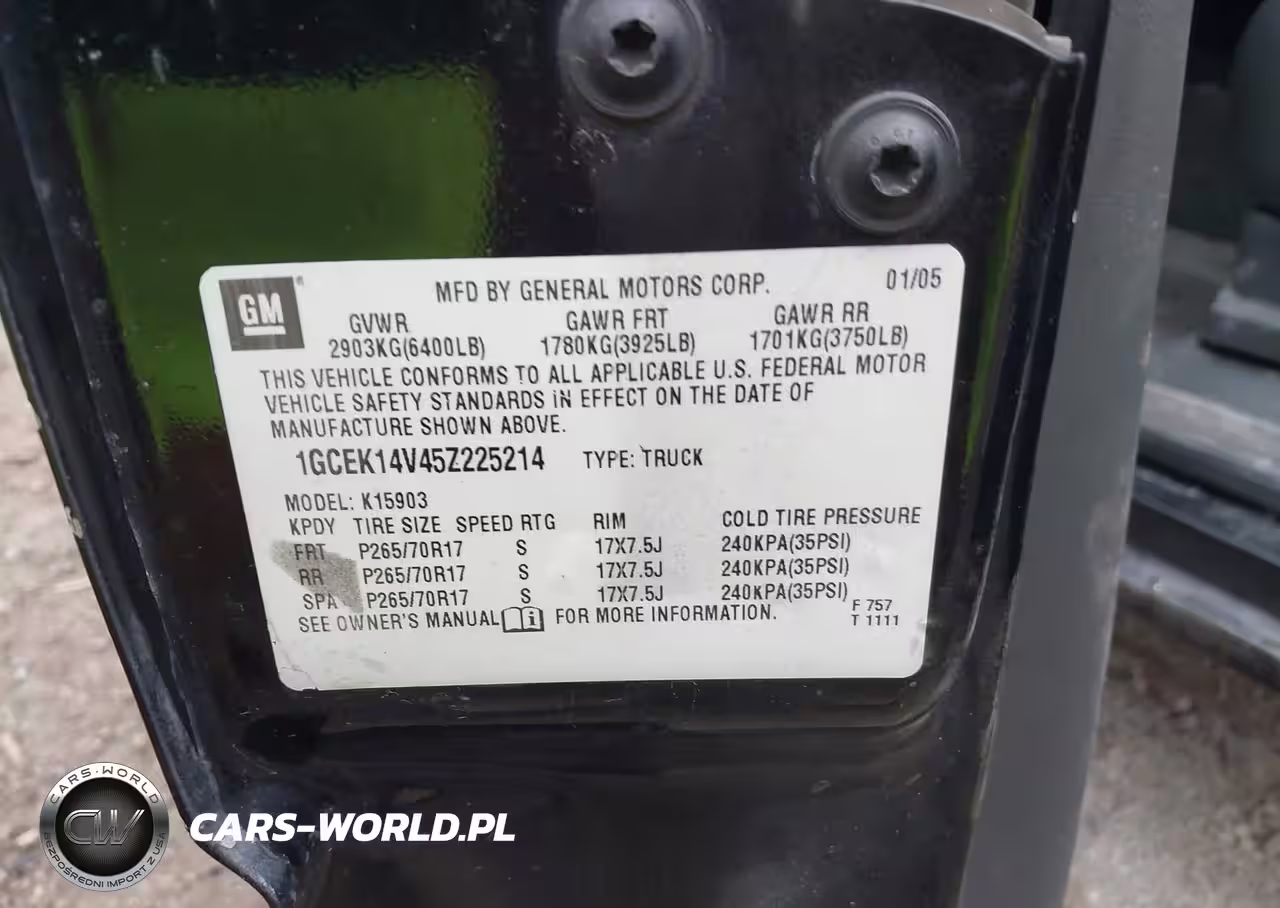 GM
MFD BY GENERAL MOTORS CORP. 01/05
GVWR GAWR FRT GAWR RR
2903KG(6400LB) 1780KG(3925LB) 1701KG(3750LB)
THIS VEHICLE CONFORMS TO ALL APPLICABLE U.S. FEDERAL MOTOR
VEHICLE SAFETY STANDARDS IN EFFECT ON THE DATE OF
MANUFACTURE SHOWN ABOVE.
1GCEK14V45Z225214 TYPE: TRUCK
MODEL: K15903
KPDY TIRE SIZE SPEED RTG RIM COLD TIRE PRESSURE
FRT P265/70R17 S 17X7.5J 240KPA(35PSI)
RR P265/70R17 S 17X7.5J 240KPA(35PSI)
SPA P265/70R17 S 17X7.5J 240KPA(35PSI)
SEE OWNER'S MANUAL i FOR MORE INFORMATION.
F 757
T 1111
CARS-WORLD
CW
BEZPOŚREDNI IMPORT Z USA
CARS-WORLD.PL